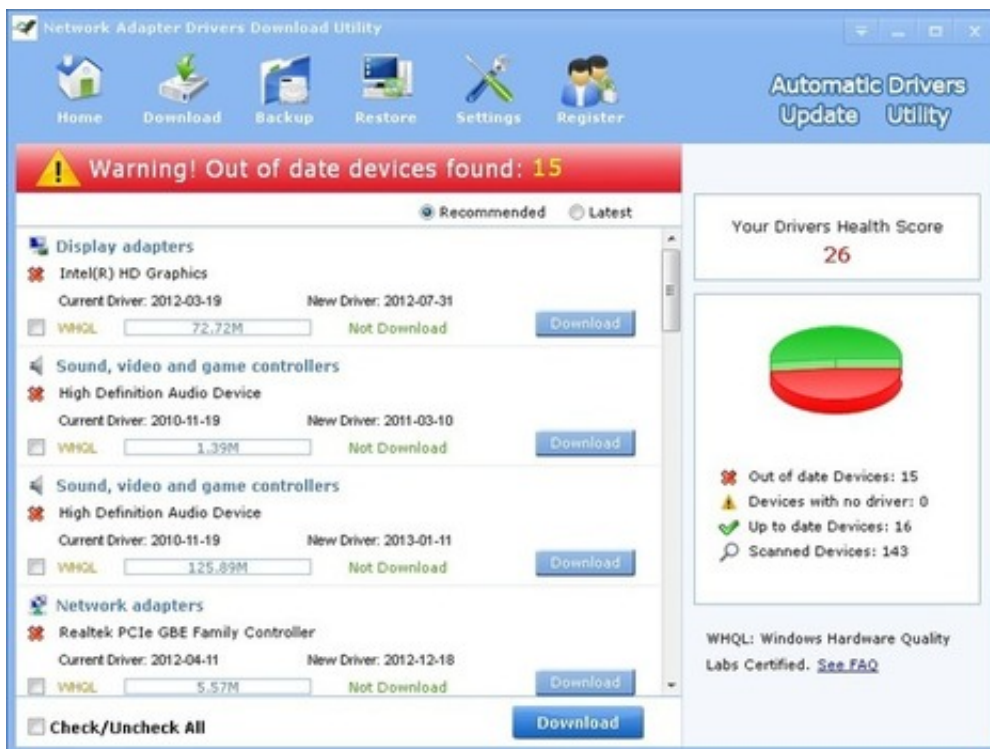 Network Adapter Drivers Download Utility
Home Download Backup Restore Settings Register
Automatic Drivers
Update Utility
Warning! Out of date devices found: 15
Recommended Latest
Display adapters
Intel(R) HD Graphics
Current Driver: 2012-03-19 New Driver: 2012-07-31
WHQL 72.72M Not Download Download
Sound, video and game controllers
High Definition Audio Device
Current Driver: 2010-11-19 New Driver: 2011-03-10
WHQL 1.39M Not Download Download
Sound, video and game controllers
High Definition Audio Device
Current Driver: 2010-11-19 New Driver: 2013-01-11
WHQL 125.89M Not Download Download
Network adapters
Realtek PCIe GBE Family Controller
Current Driver: 2012-04-11 New Driver: 2012-12-18
WHQL 5.57M Not Download Download
Check/Uncheck All Download
Your Drivers Health Score
26
Out of date Devices: 15
Devices with no driver: 0
Up to date Devices: 16
Scanned Devices: 143
WHQL: Windows Hardware Quality
Labs Certified. See FAQ